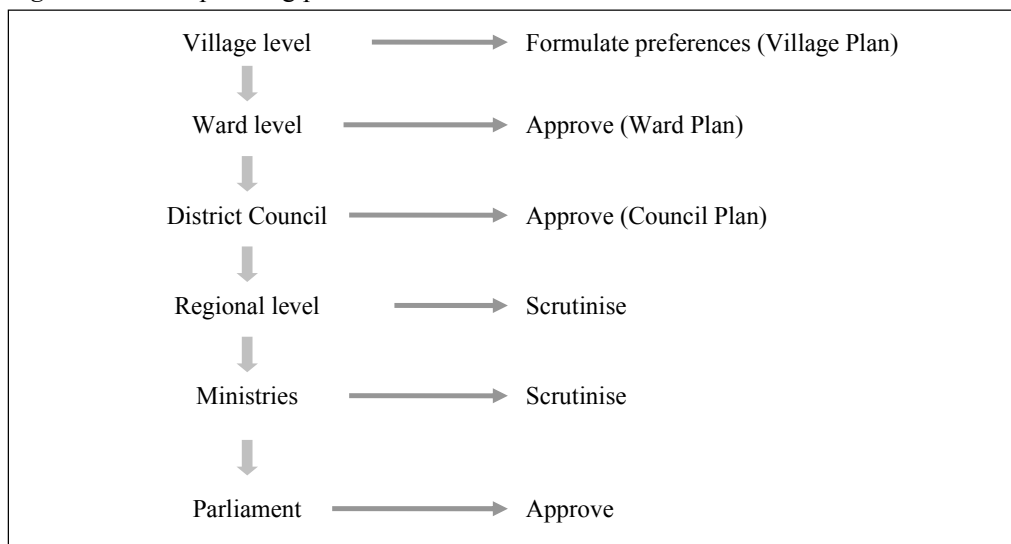 Village level Formulate preferences (Village Plan)
Ward level Approve (Ward Plan)
District Council Approve (Council Plan)
Regional level Scrutinise
Ministries Scrutinise
Parliament Approve